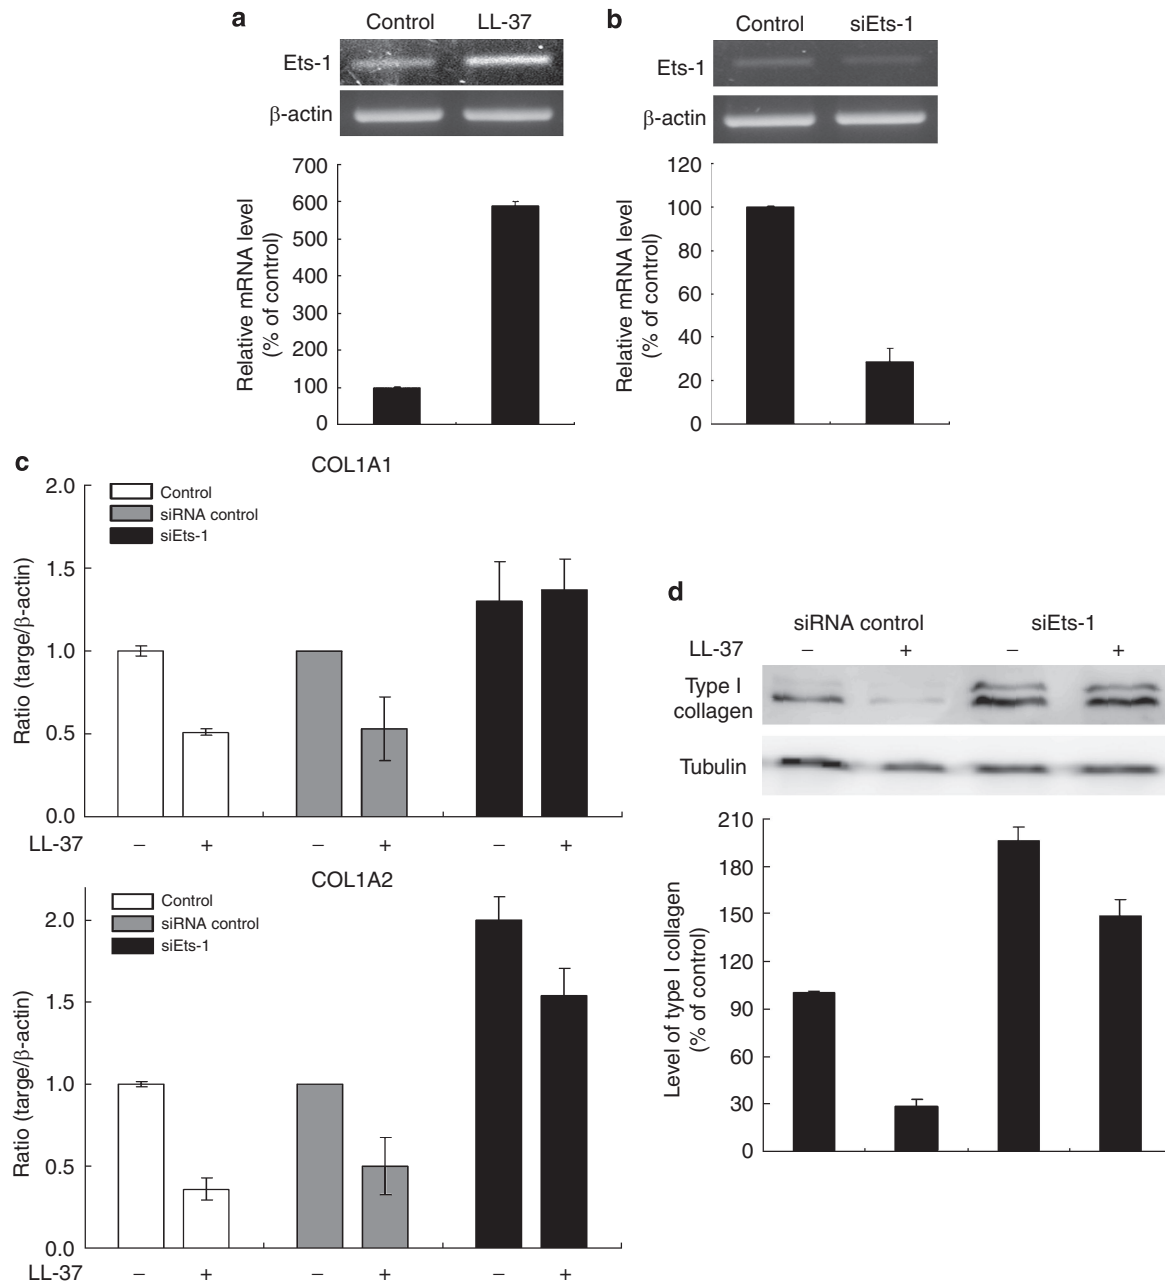 a
Control LL-37
Ets-1
β-actin
700
600
500
400
300
200
100
0
Relative mRNA level
(% of control)
b
Control siEts-1
Ets-1
β-actin
120
100
80
60
40
20
0
Relative mRNA level
(% of control)
c
COL1A1
Control
siRNA control
siEts-1
2.0
1.5
1.0
0.5
0.0
Ratio (targe/β-actin)
LL-37 – + – + – +
COL1A2
Control
siRNA control
siEts-1
2.0
1.5
1.0
0.5
0.0
Ratio (targe/β-actin)
LL-37 – + – + – +
d
siRNA control siEts-1
LL-37 – + – +
Type I
collagen
Tubulin
210
180
150
120
90
60
30
0
Level of type I collagen
(% of control)